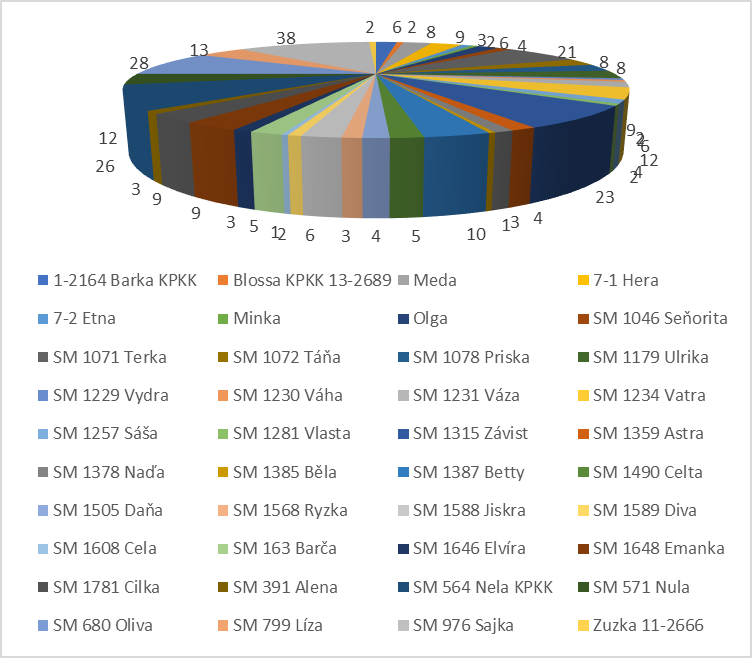 2 6 2 8 9 3 2 6 4 21 8 8
9 2 2 4 6 12 4 2 23
4 3 1 10 5 4 3 6 2 1 5 3 9 9 3 26 12
28 13 38
1-2164 Barka KPKK Blossa KPKK 13-2689 Meda 7-1 Hera
7-2 Etna Minka Olga SM 1046 Seňorita
SM 1071 Terka SM 1072 Táňa SM 1078 Priska SM 1179 Ulrika
SM 1229 Vydra SM 1230 Váha SM 1231 Váza SM 1234 Vatra
SM 1257 Sáša SM 1281 Vlasta SM 1315 Závist SM 1359 Astra
SM 1378 Naďa SM 1385 Běla SM 1387 Betty SM 1490 Celta
SM 1505 Daňa SM 1568 Ryzka SM 1588 Jiskra SM 1589 Diva
SM 1608 Cela SM 163 Barča SM 1646 Elvíra SM 1648 Emanka
SM 1781 Cilka SM 391 Alena SM 564 Nela KPKK SM 571 Nula
SM 680 Oliva SM 799 Líza SM 976 Sajka Zuzka 11-2666